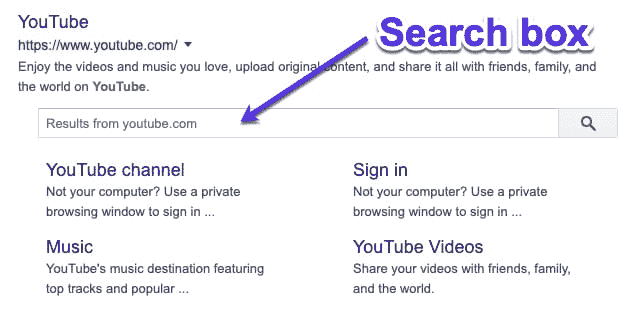 YouTube
Search box
https://www.youtube.com/
Enjoy the videos and music you love, upload original content, and share it all with friends, family, and
the world on YouTube.
Results from youtube.com
YouTube channel
Not your computer? Use a private
browsing window to sign in ...
Sign in
Not your computer? Use a private
browsing window to sign in ...
Music
YouTube's music destination featuring
top tracks and popular ...
YouTube Videos
Share your videos with friends, family,
and the world.